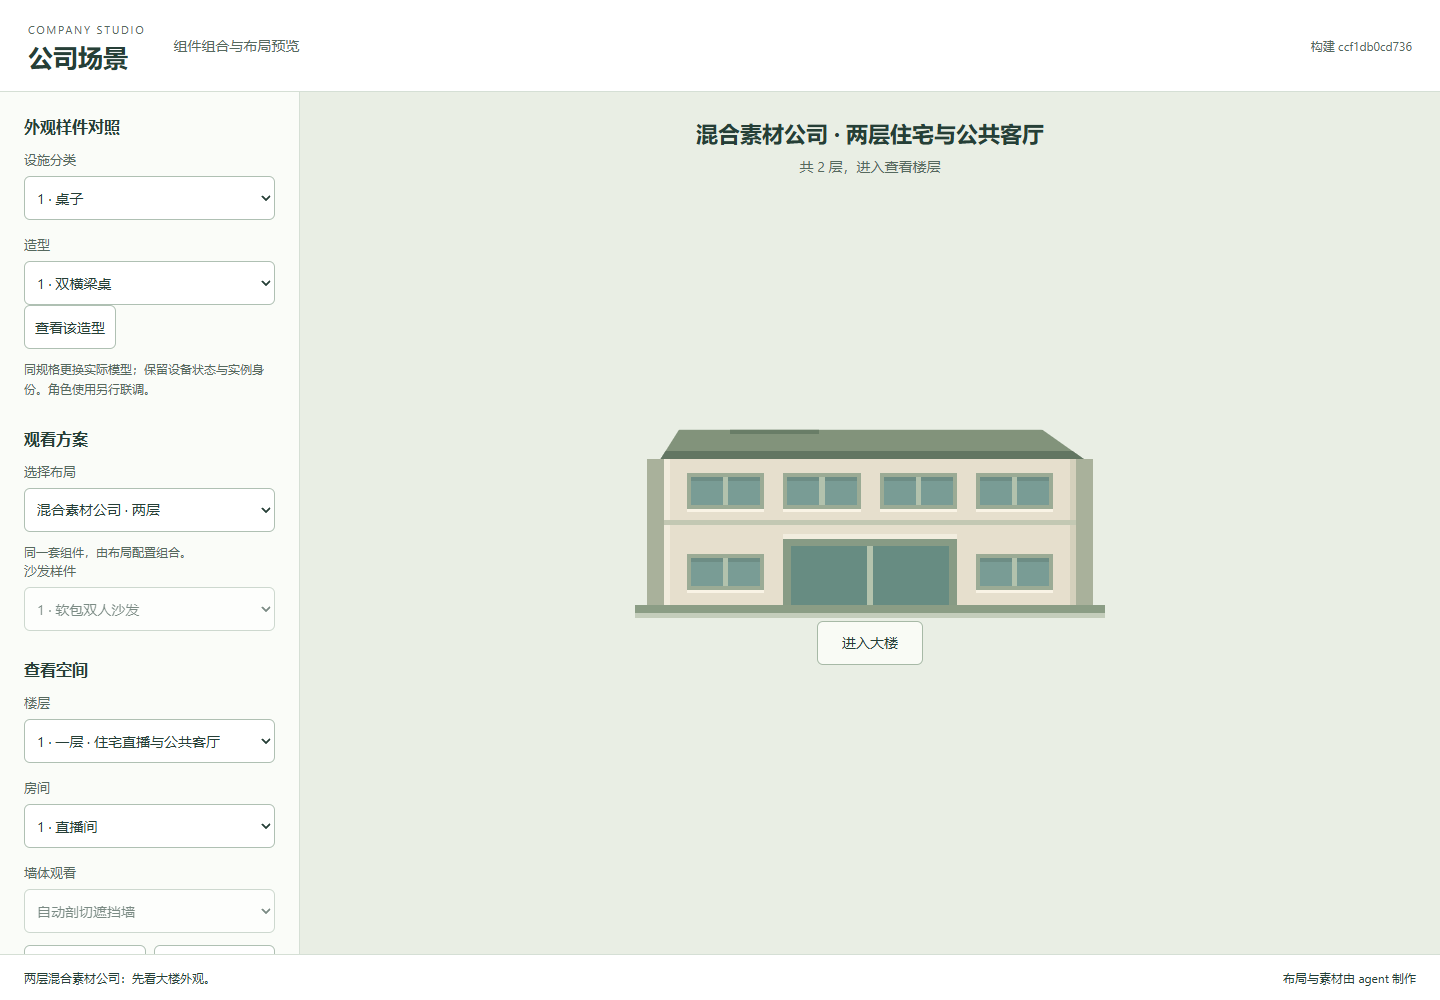 COMPANY STUDIO
公司场景
组件组合与布局预览
构建 ccf1db0cd736
外观样件对照
设施分类
1 · 桌子
造型
1 · 双横梁桌
查看该造型
同规格更换实际模型；保留设备状态与实例身
份。角色使用另行联调。
观看方案
选择布局
混合素材公司 · 两层
同一套组件，由布局配置组合。
沙发样件
1 · 软包双人沙发
查看空间
楼层
1 · 一层 · 住宅直播与公共客厅
房间
1 · 直播间
墙体观看
自动剖切遮挡墙
混合素材公司 · 两层住宅与公共客厅
共 2 层，进入查看楼层
进入大楼
两层混合素材公司：先看大楼外观。
布局与素材由 agent 制作